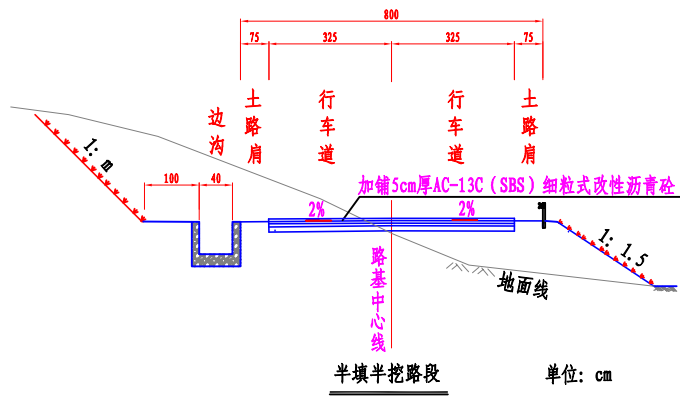 800
75
325
325
75
边沟
土路肩
行车道
行车道
土路肩
1: m
100
40
加铺5cm厚AC-13C(SBS)细粒式改性沥青砼
2%
2%
1: 1.5
路基中心线
地面线
半填半挖路段
单位: cm